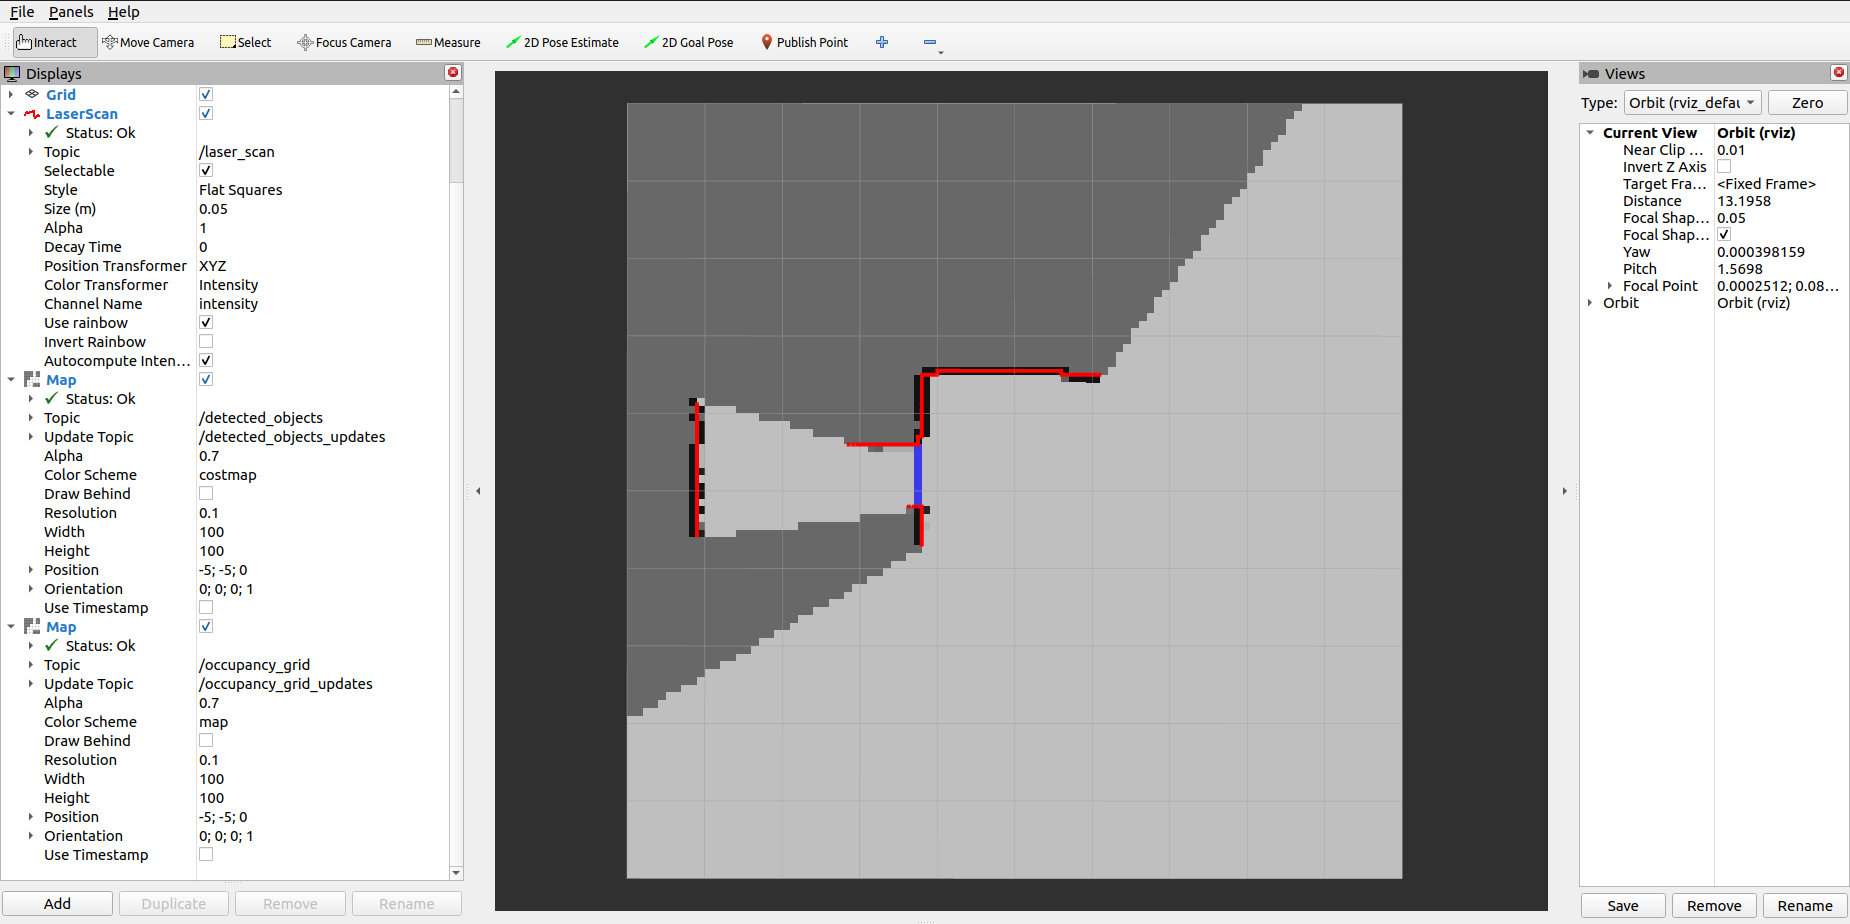 File Panels Help
Interact Move Camera Select Focus Camera Measure 2D Pose Estimate 2D Goal Pose Publish Point
Displays
Grid
LaserScan
Status: Ok
Topic /laser_scan
Selectable
Style Flat Squares
Size (m) 0.05
Alpha 1
Decay Time 0
Position Transformer XYZ
Color Transformer Intensity
Channel Name intensity
Use rainbow
Invert Rainbow
Autocompute Inten...
Map
Status: Ok
Topic /detected_objects
Update Topic /detected_objects_updates
Alpha 0.7
Color Scheme costmap
Draw Behind
Resolution 0.1
Width 100
Height 100
Position -5; -5; 0
Orientation 0; 0; 0; 1
Use Timestamp
Map
Status: Ok
Topic /occupancy_grid
Update Topic /occupancy_grid_updates
Alpha 0.7
Color Scheme map
Draw Behind
Resolution 0.1
Width 100
Height 100
Position -5; -5; 0
Orientation 0; 0; 0; 1
Use Timestamp
Add Duplicate Remove Rename
Views
Type: Orbit (rviz_defau Zero
Current View Orbit (rviz)
Near Clip ... 0.01
Invert Z Axis
Target Fra... <Fixed Frame>
Distance 13.1958
Focal Shap... 0.05
Focal Shap...
Yaw 0.000398159
Pitch 1.5698
Focal Point 0.0002512; 0.08...
Orbit Orbit (rviz)
Save Remove Rename